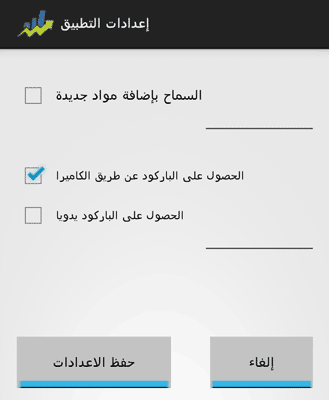 إعدادات التطبيق
السماح بإضافة مواد جديدة
الحصول على الباركود عن طريق الكاميرا
الحصول على الباركود يدويا
حفظ الاعدادات
إلغاء